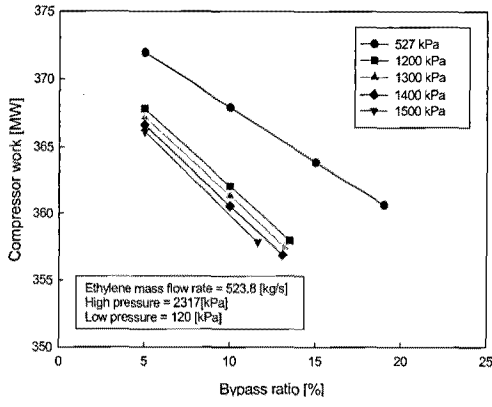 375
370
365
360
355
350
Compressor work [MW]
527 kPa
1200 kPa
1300 kPa
1400 kPa
1500 kPa
Ethylene mass flow rate = 523.8 [kg/s]
High pressure = 2317[kPa]
Low pressure = 120 [kPa]
0 5 10 15 20 25
Bypass ratio [%]